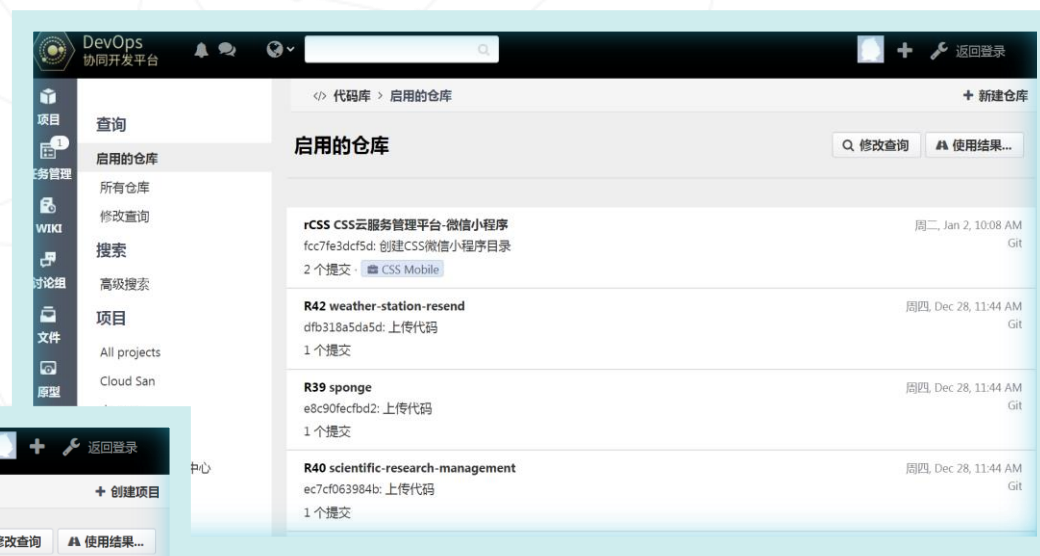 DevOps
协同开发平台
返回登录
项目
1
任务管理
WIKI
讨论组
文件
原型
查询
启用的仓库
所有仓库
修改查询
搜索
高级搜索
项目
All projects
Cloud San
中心
</> 代码库 > 启用的仓库
+ 新建仓库
启用的仓库
修改查询
使用结果...
rCSS CSS云服务管理平台-微信小程序
周二, Jan 2, 10:08 AM
fcc7fe3dcf5d: 创建CSS微信小程序目录
Git
2 个提交 · CSS Mobile
R42 weather-station-resend
周四, Dec 28, 11:44 AM
dfb318a5da5d: 上传代码
Git
1 个提交
R39 sponge
周四, Dec 28, 11:44 AM
e8c90fecfbd2: 上传代码
Git
1 个提交
R40 scientific-research-management
周四, Dec 28, 11:44 AM
ec7cf063984b: 上传代码
Git
1 个提交
返回登录
+ 创建项目
修改查询
使用结果...